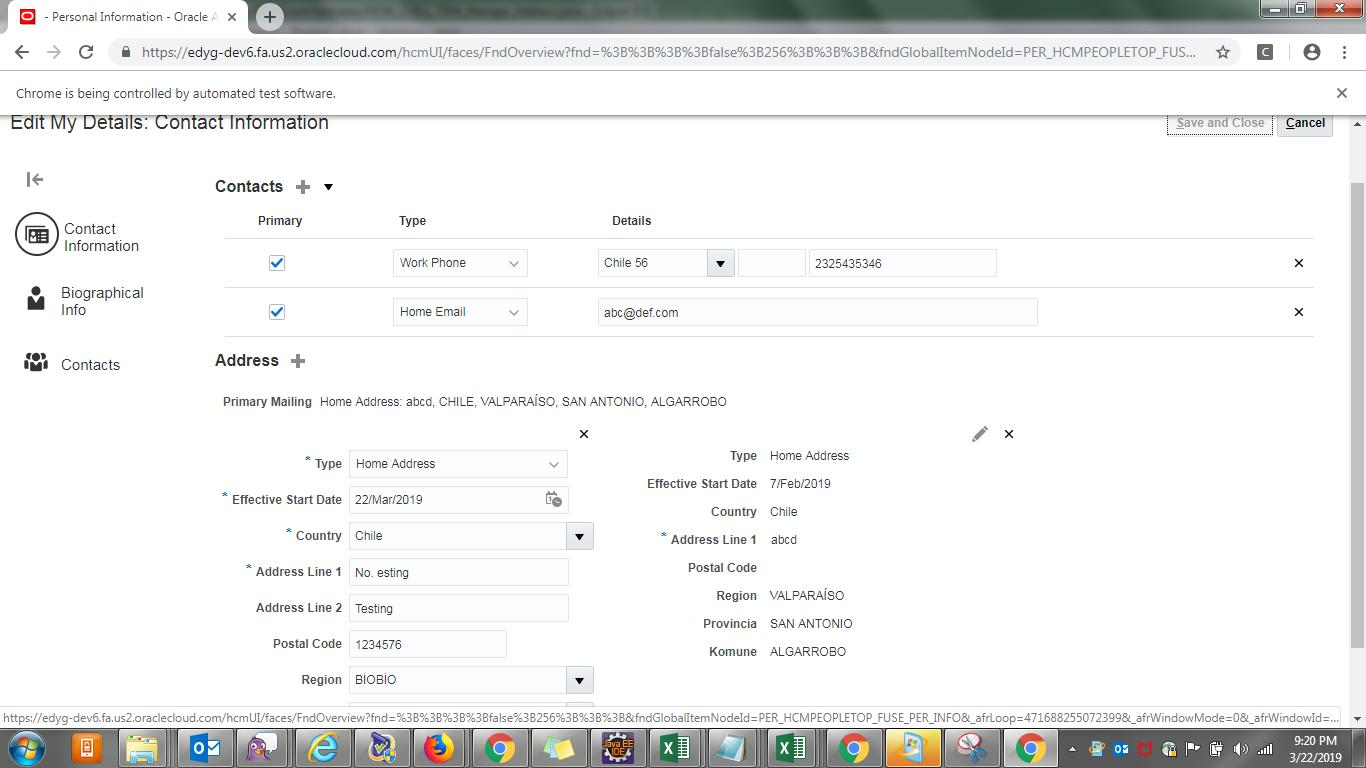 - Personal Information - Oracle A
https://edyg-dev6.fa.us2.oraclecloud.com/hcmUI/faces/FndOverview?fnd=%3B%3B%3B%3Bfalse%3B256%3B%3B%3B&fndGlobalItemNodeId=PER_HCMPEOPLETOP_FUS...
Chrome is being controlled by automated test software.
Edit My Details: Contact Information
Save and Close
Cancel
Contact Information
Biographical Info
Contacts
Contacts
Primary Type Details
Work Phone Chile 56 2325435346
Home Email abc@def.com
Address
Primary Mailing Home Address: abcd, CHILE, VALPARAÍSO, SAN ANTONIO, ALGARROBO
* Type Home Address
* Effective Start Date 22/Mar/2019
* Country Chile
* Address Line 1 No. esting
Address Line 2 Testing
Postal Code 1234576
Region BÍOBÍO
Type Home Address
Effective Start Date 7/Feb/2019
Country Chile
* Address Line 1 abcd
Postal Code
Region VALPARAÍSO
Provincia SAN ANTONIO
Komune ALGARROBO
https://edyg-dev6.fa.us2.oraclecloud.com/hcmUI/faces/FndOverview?fnd=%3B%3B%3B%3Bfalse%3B256%3B%3B%3B&fndGlobalItemNodeId=PER_HCMPEOPLETOP_FUSE_PER_INFO&_afrLoop=4716882550723​99&_afrWindowMode=0&_afrWindowId=...
Java EE
IDE
9:20 PM
3/22/2019